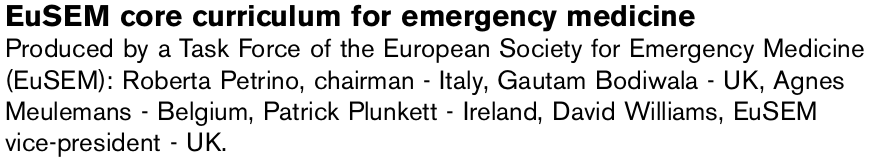 EuSEM core curriculum for emergency medicine
Produced by a Task Force of the European Society for Emergency Medicine
(EuSEM): Roberta Petrino, chairman - Italy, Gautam Bodiwala - UK, Agnes
Meulemans - Belgium, Patrick Plunkett - Ireland, David Williams, EuSEM
vice-president - UK.